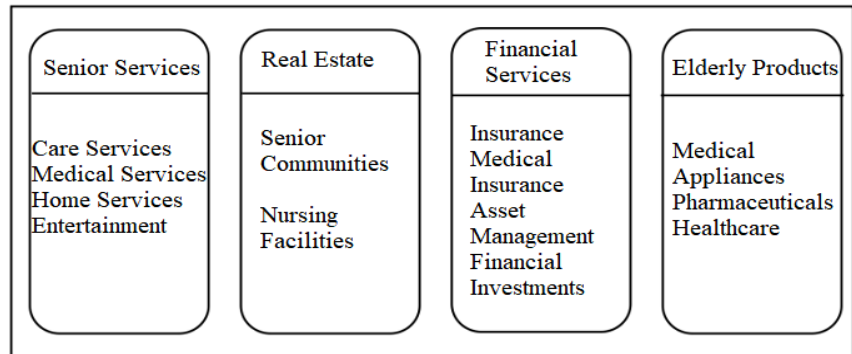 Senior Services
Care Services
Medical Services
Home Services
Entertainment
Real Estate
Senior
Communities
Nursing
Facilities
Financial
Services
Insurance
Medical
Insurance
Asset
Management
Financial
Investments
Elderly Products
Medical
Appliances
Pharmaceuticals
Healthcare